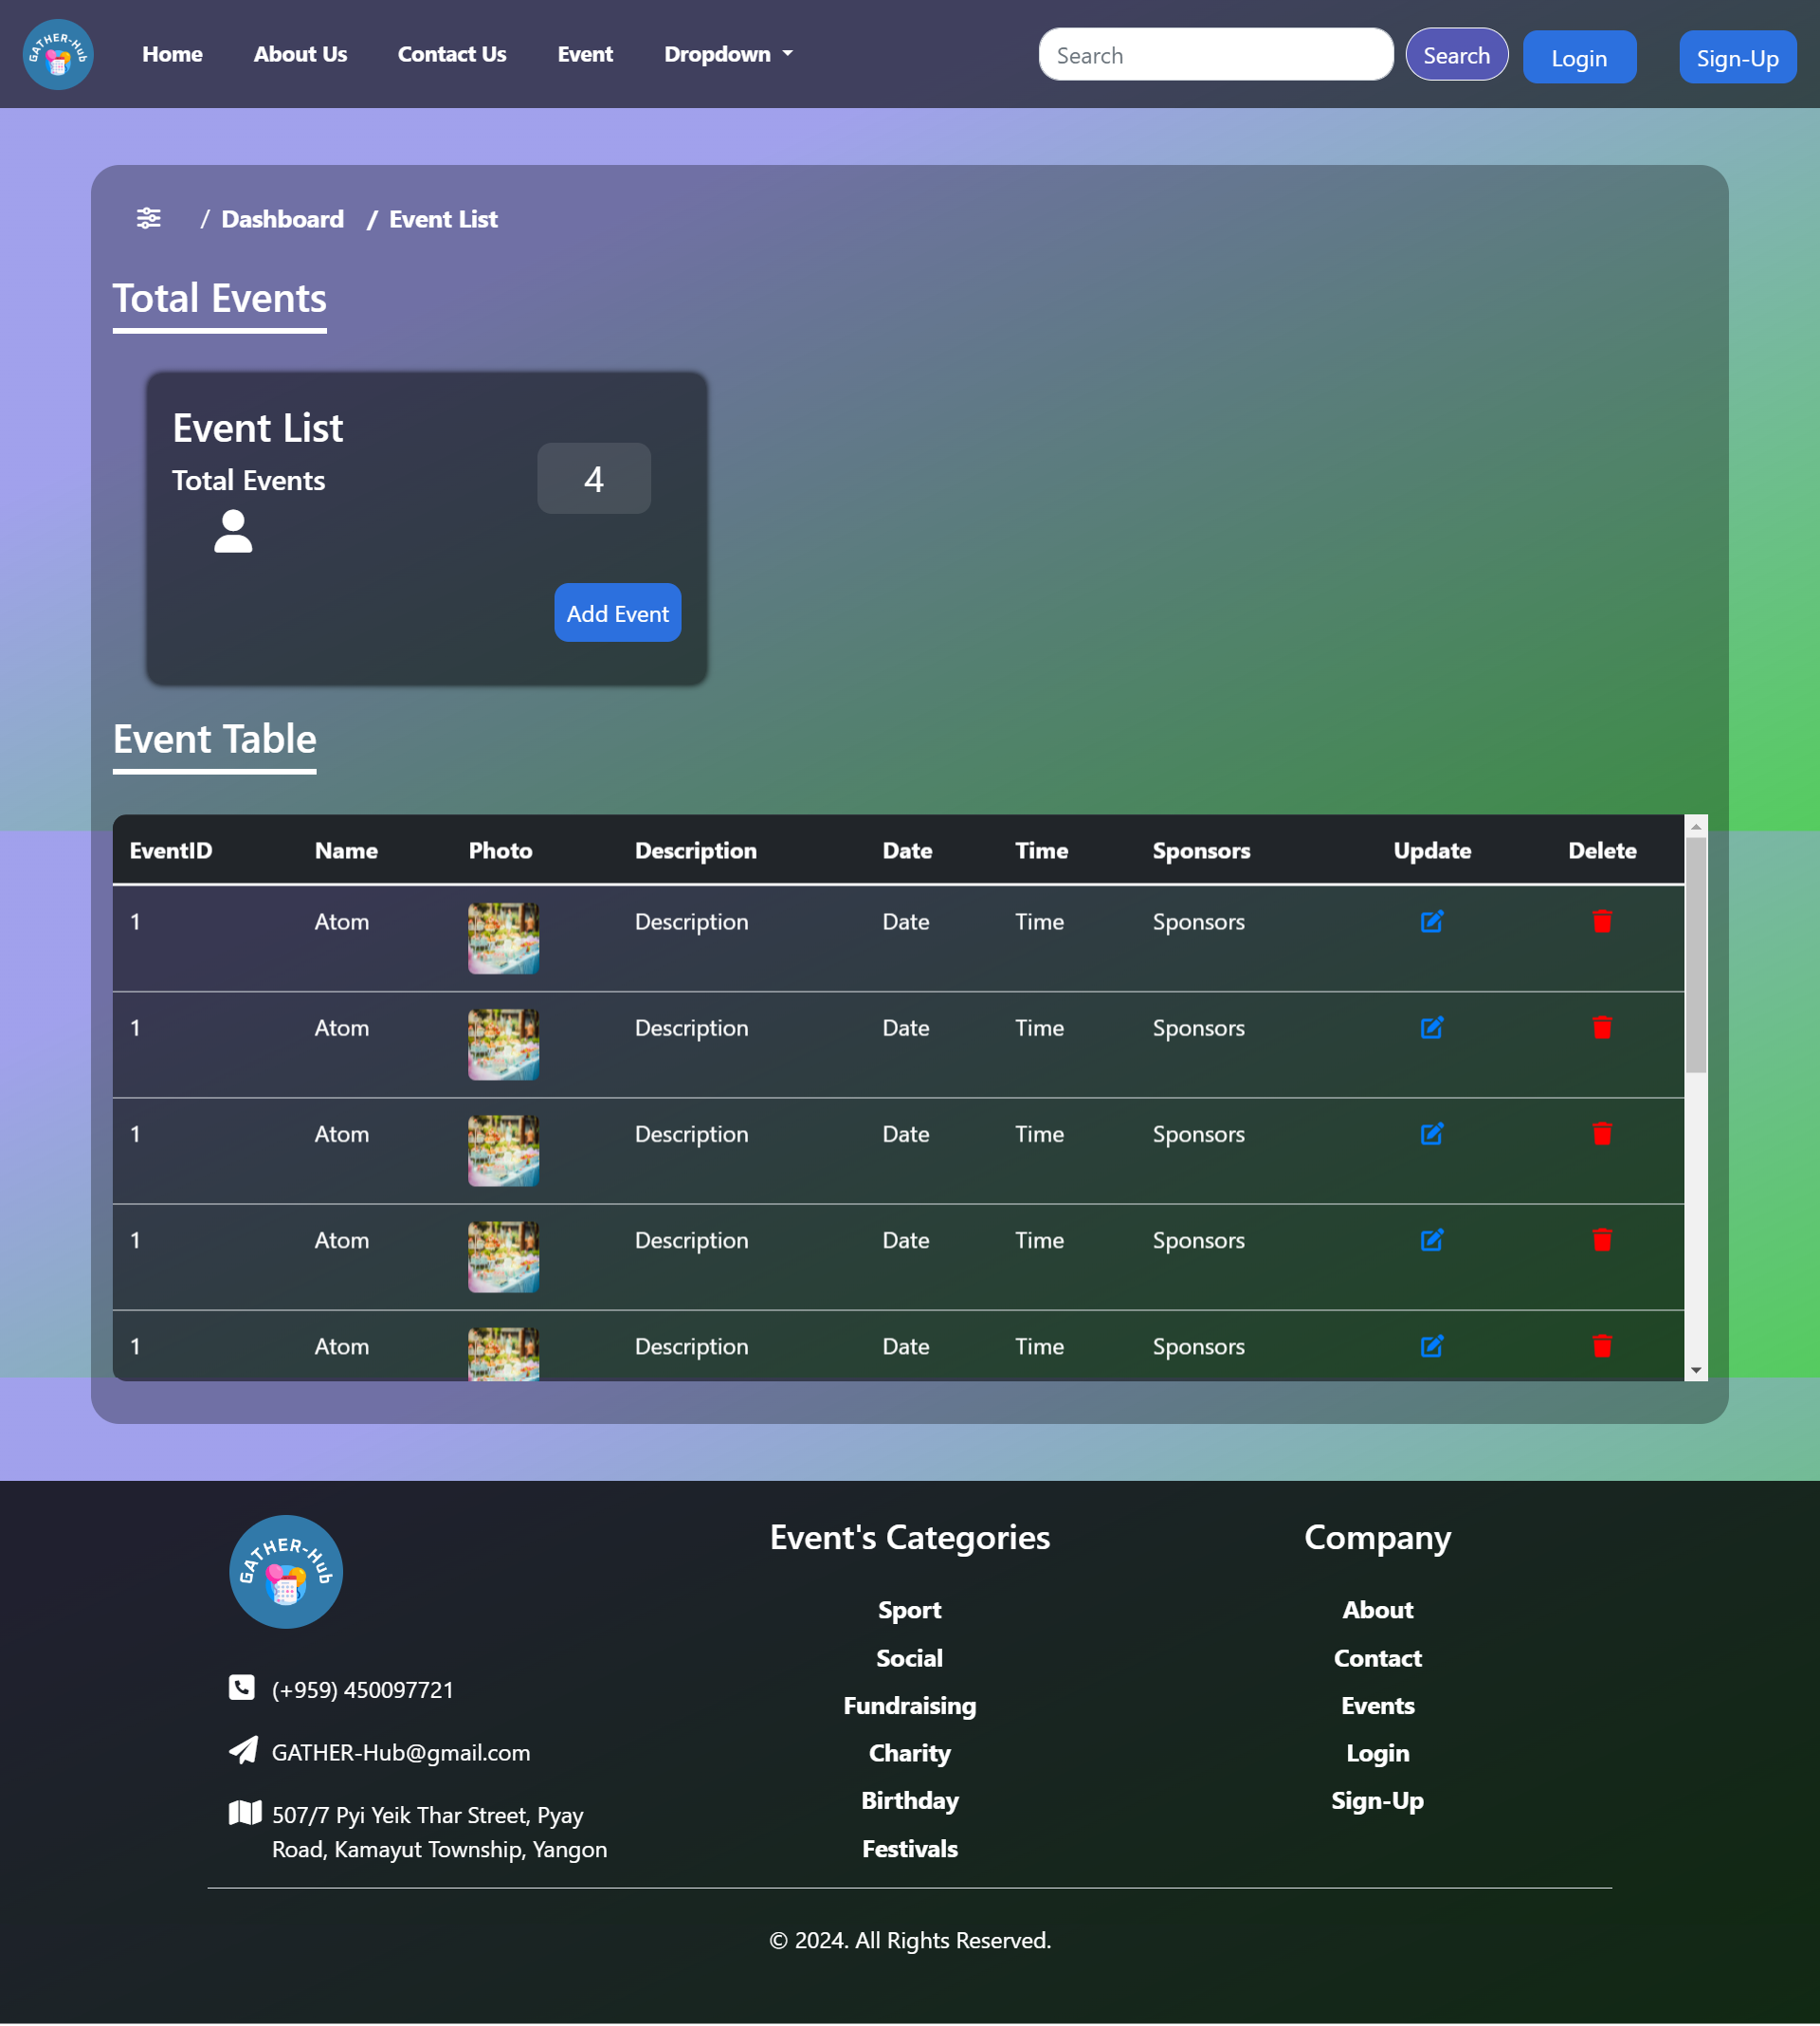 GATHER-Hub
Home About Us Contact Us Event Dropdown Search Search Login Sign-Up
/ Dashboard / Event List
Total Events
Event List
Total Events
4
Add Event
Event Table
EventID Name Photo Description Date Time Sponsors Update Delete
1 Atom Description Date Time Sponsors
1 Atom Description Date Time Sponsors
1 Atom Description Date Time Sponsors
1 Atom Description Date Time Sponsors
1 Atom Description Date Time Sponsors
GATHER-Hub
(+959) 450097721
GATHER-Hub@gmail.com
507/7 Pyi Yeik Thar Street, Pyay
Road, Kamayut Township, Yangon
Event's Categories
Sport
Social
Fundraising
Charity
Birthday
Festivals
Company
About
Contact
Events
Login
Sign-Up
© 2024. All Rights Reserved.